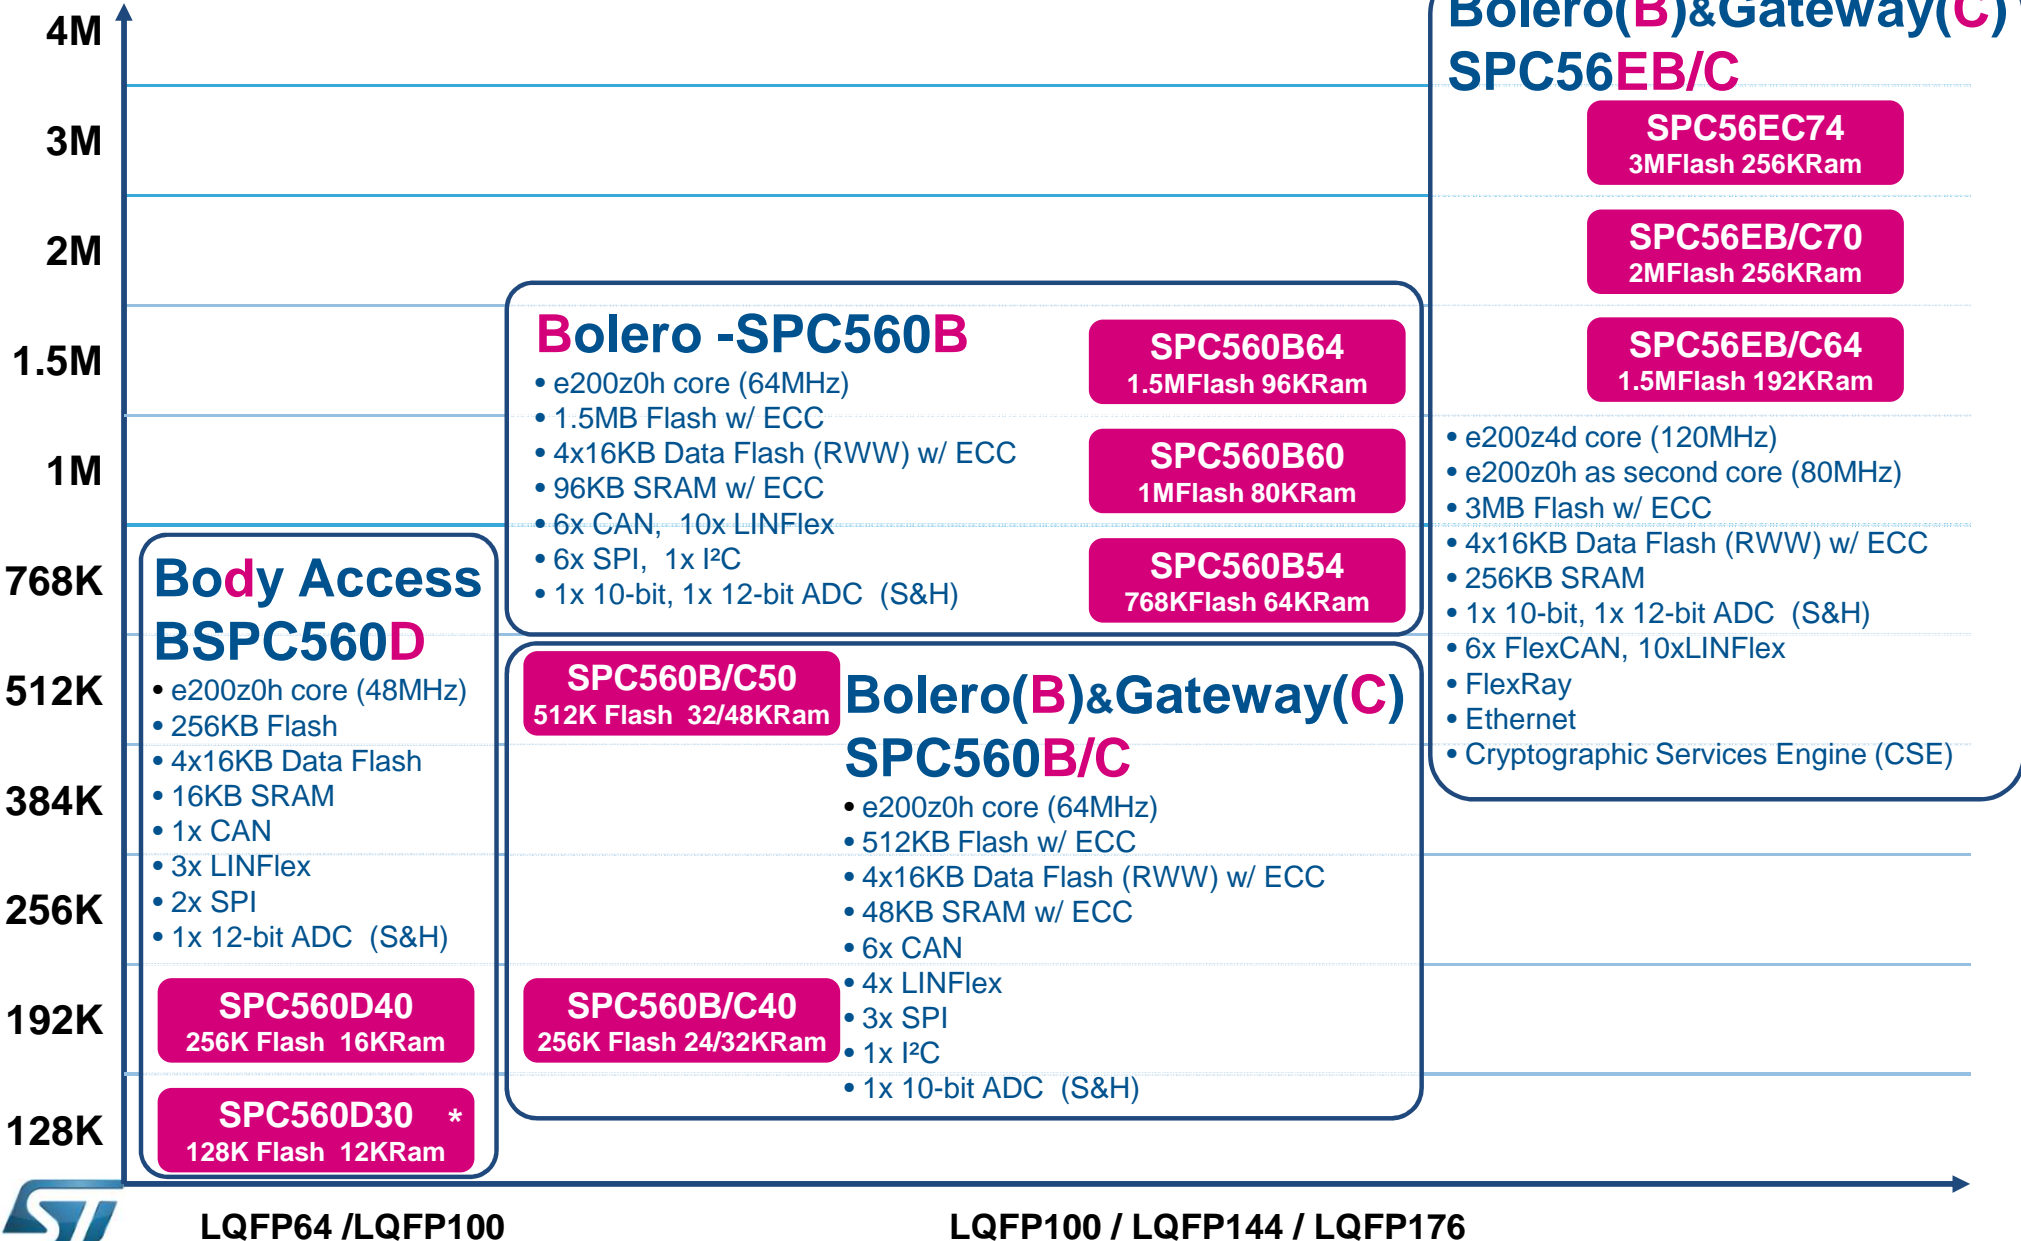 4M
3M
2M
1.5M
1M
768K
512K
384K
256K
192K
128K
Body Access
BSPC560D
• e200z0h core (48MHz)
• 256KB Flash
• 4x16KB Data Flash
• 16KB SRAM
• 1x CAN
• 3x LINFlex
• 2x SPI
• 1x 12-bit ADC (S&H)
SPC560D40
256K Flash 16KRam
SPC560D30 *
128K Flash 12KRam
Bolero -SPC560B
• e200z0h core (64MHz)
• 1.5MB Flash w/ ECC
• 4x16KB Data Flash (RWW) w/ ECC
• 96KB SRAM w/ ECC
• 6x CAN, 10x LINFlex
• 6x SPI, 1x I²C
• 1x 10-bit, 1x 12-bit ADC (S&H)
SPC560B64
1.5MFlash 96KRam
SPC560B60
1MFlash 80KRam
SPC560B54
768KFlash 64KRam
SPC560B/C50
512K Flash 32/48KRam
SPC560B/C40
256K Flash 24/32KRam
Bolero(B)&Gateway(C)
SPC560B/C
• e200z0h core (64MHz)
• 512KB Flash w/ ECC
• 4x16KB Data Flash (RWW) w/ ECC
• 48KB SRAM w/ ECC
• 6x CAN
• 4x LINFlex
• 3x SPI
• 1x I²C
• 1x 10-bit ADC (S&H)
Bolero(B)&Gateway(C)
SPC56EB/C
SPC56EC74
3MFlash 256KRam
SPC56EB/C70
2MFlash 256KRam
SPC56EB/C64
1.5MFlash 192KRam
• e200z4d core (120MHz)
• e200z0h as second core (80MHz)
• 3MB Flash w/ ECC
• 4x16KB Data Flash (RWW) w/ ECC
• 256KB SRAM
• 1x 10-bit, 1x 12-bit ADC (S&H)
• 6x FlexCAN, 10xLINFlex
• FlexRay
• Ethernet
• Cryptographic Services Engine (CSE)
ST
LQFP64 /LQFP100
LQFP100 / LQFP144 / LQFP176